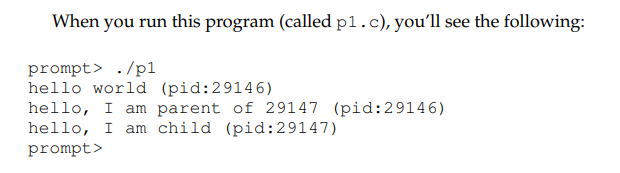 When you run this program (called p1.c), you’ll see the following:
prompt> ./p1
hello world (pid:29146)
hello, I am parent of 29147 (pid:29146)
hello, I am child (pid:29147)
prompt>